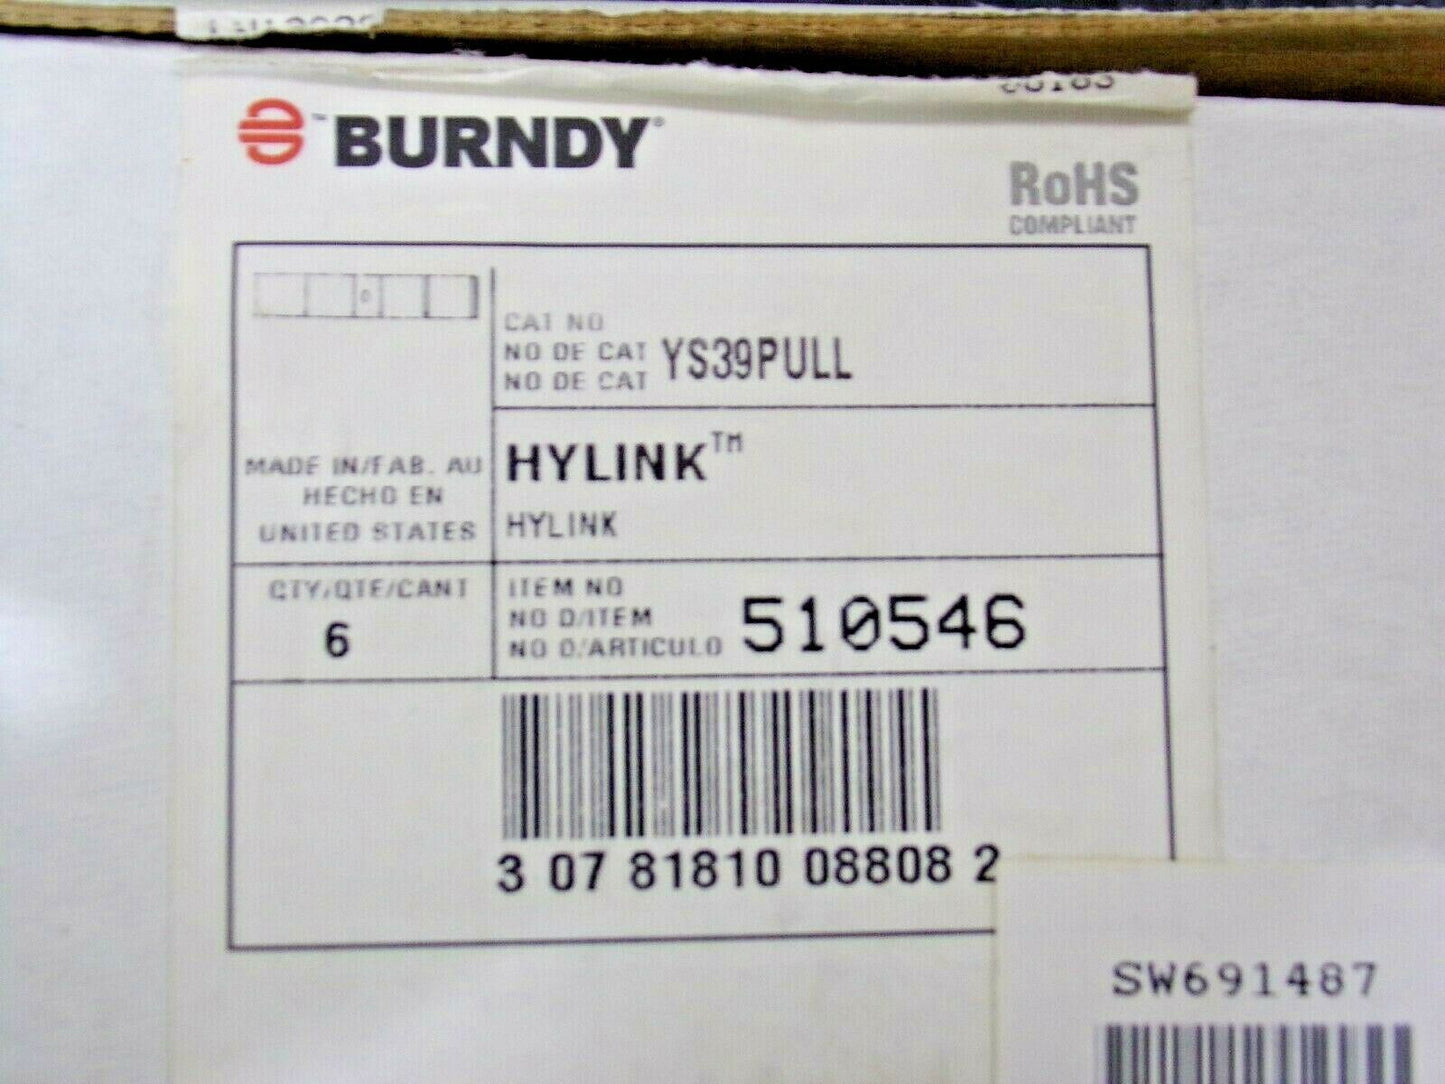 ™BURNDY®
RoHS
COMPLIANT
CAT NO
NO DE CAT YS39PULL
NO DE CAT
MADE IN/FAB. AU
HECHO EN
UNITED STATES
HYLINK™
HYLINK
QTY/QTE/CANT
6
ITEM NO
NO D/ITEM
NO D/ARTICULO
510546
3 07 81810 08808 2
SW691487